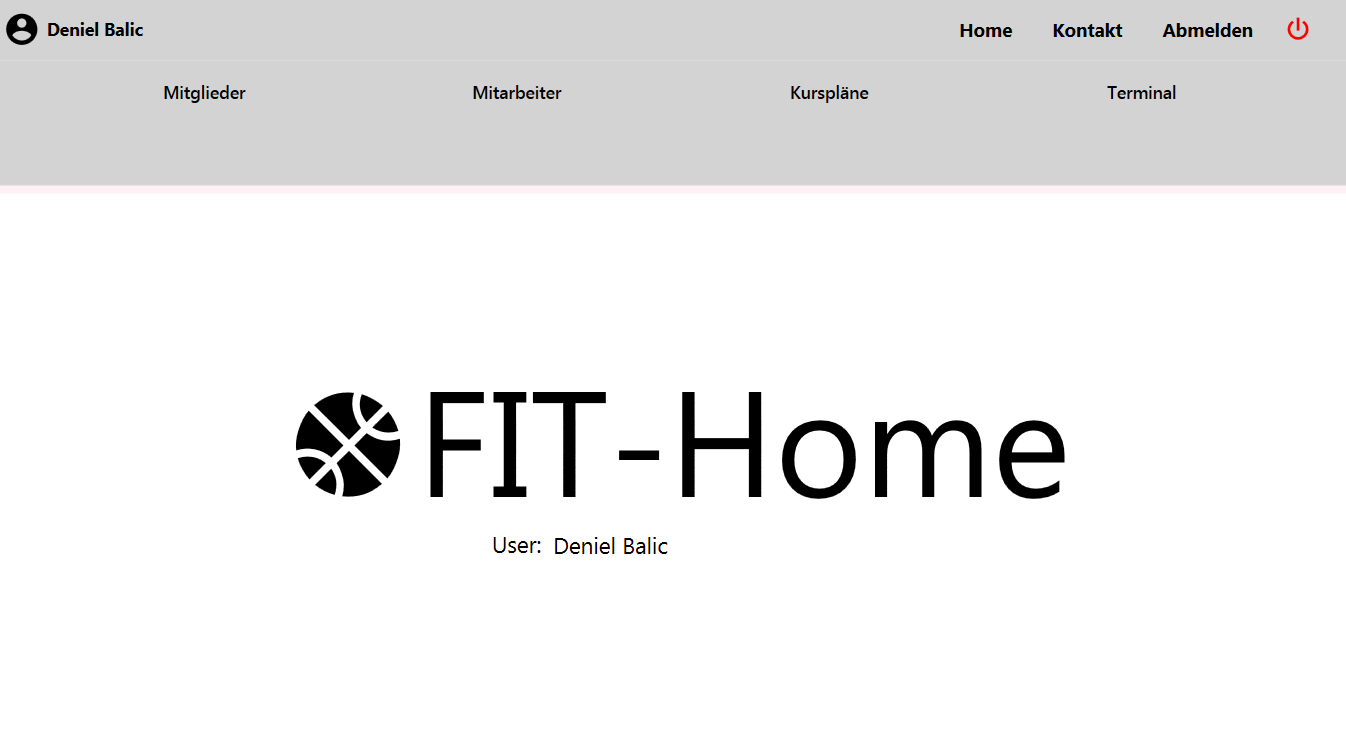 Deniel Balic Home Kontakt Abmelden
Mitglieder Mitarbeiter Kurspläne Terminal
FIT-Home
User: Deniel Balic